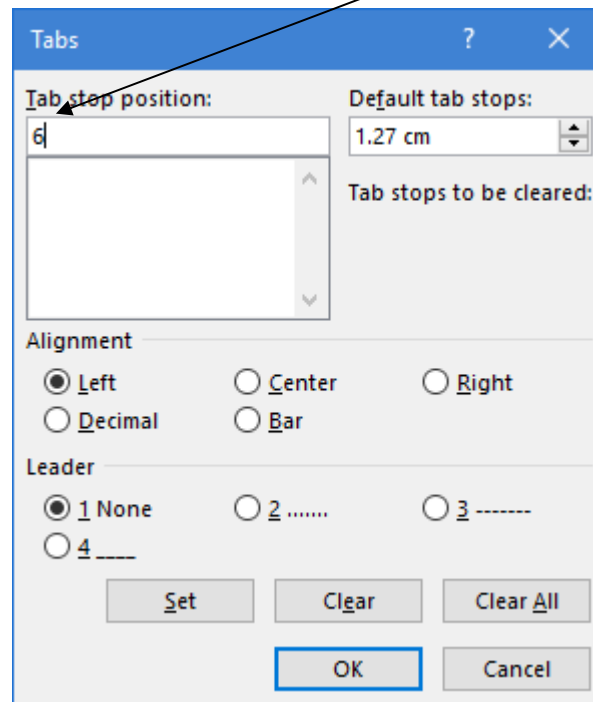 Tabs ?
Tab stop position: Default tab stops:
6 1.27 cm
Tab stops to be cleared:
Alignment
Left Center Right
Decimal Bar
Leader
1 None 2 ....... 3 -------
4 ____
Set Clear Clear All
OK Cancel